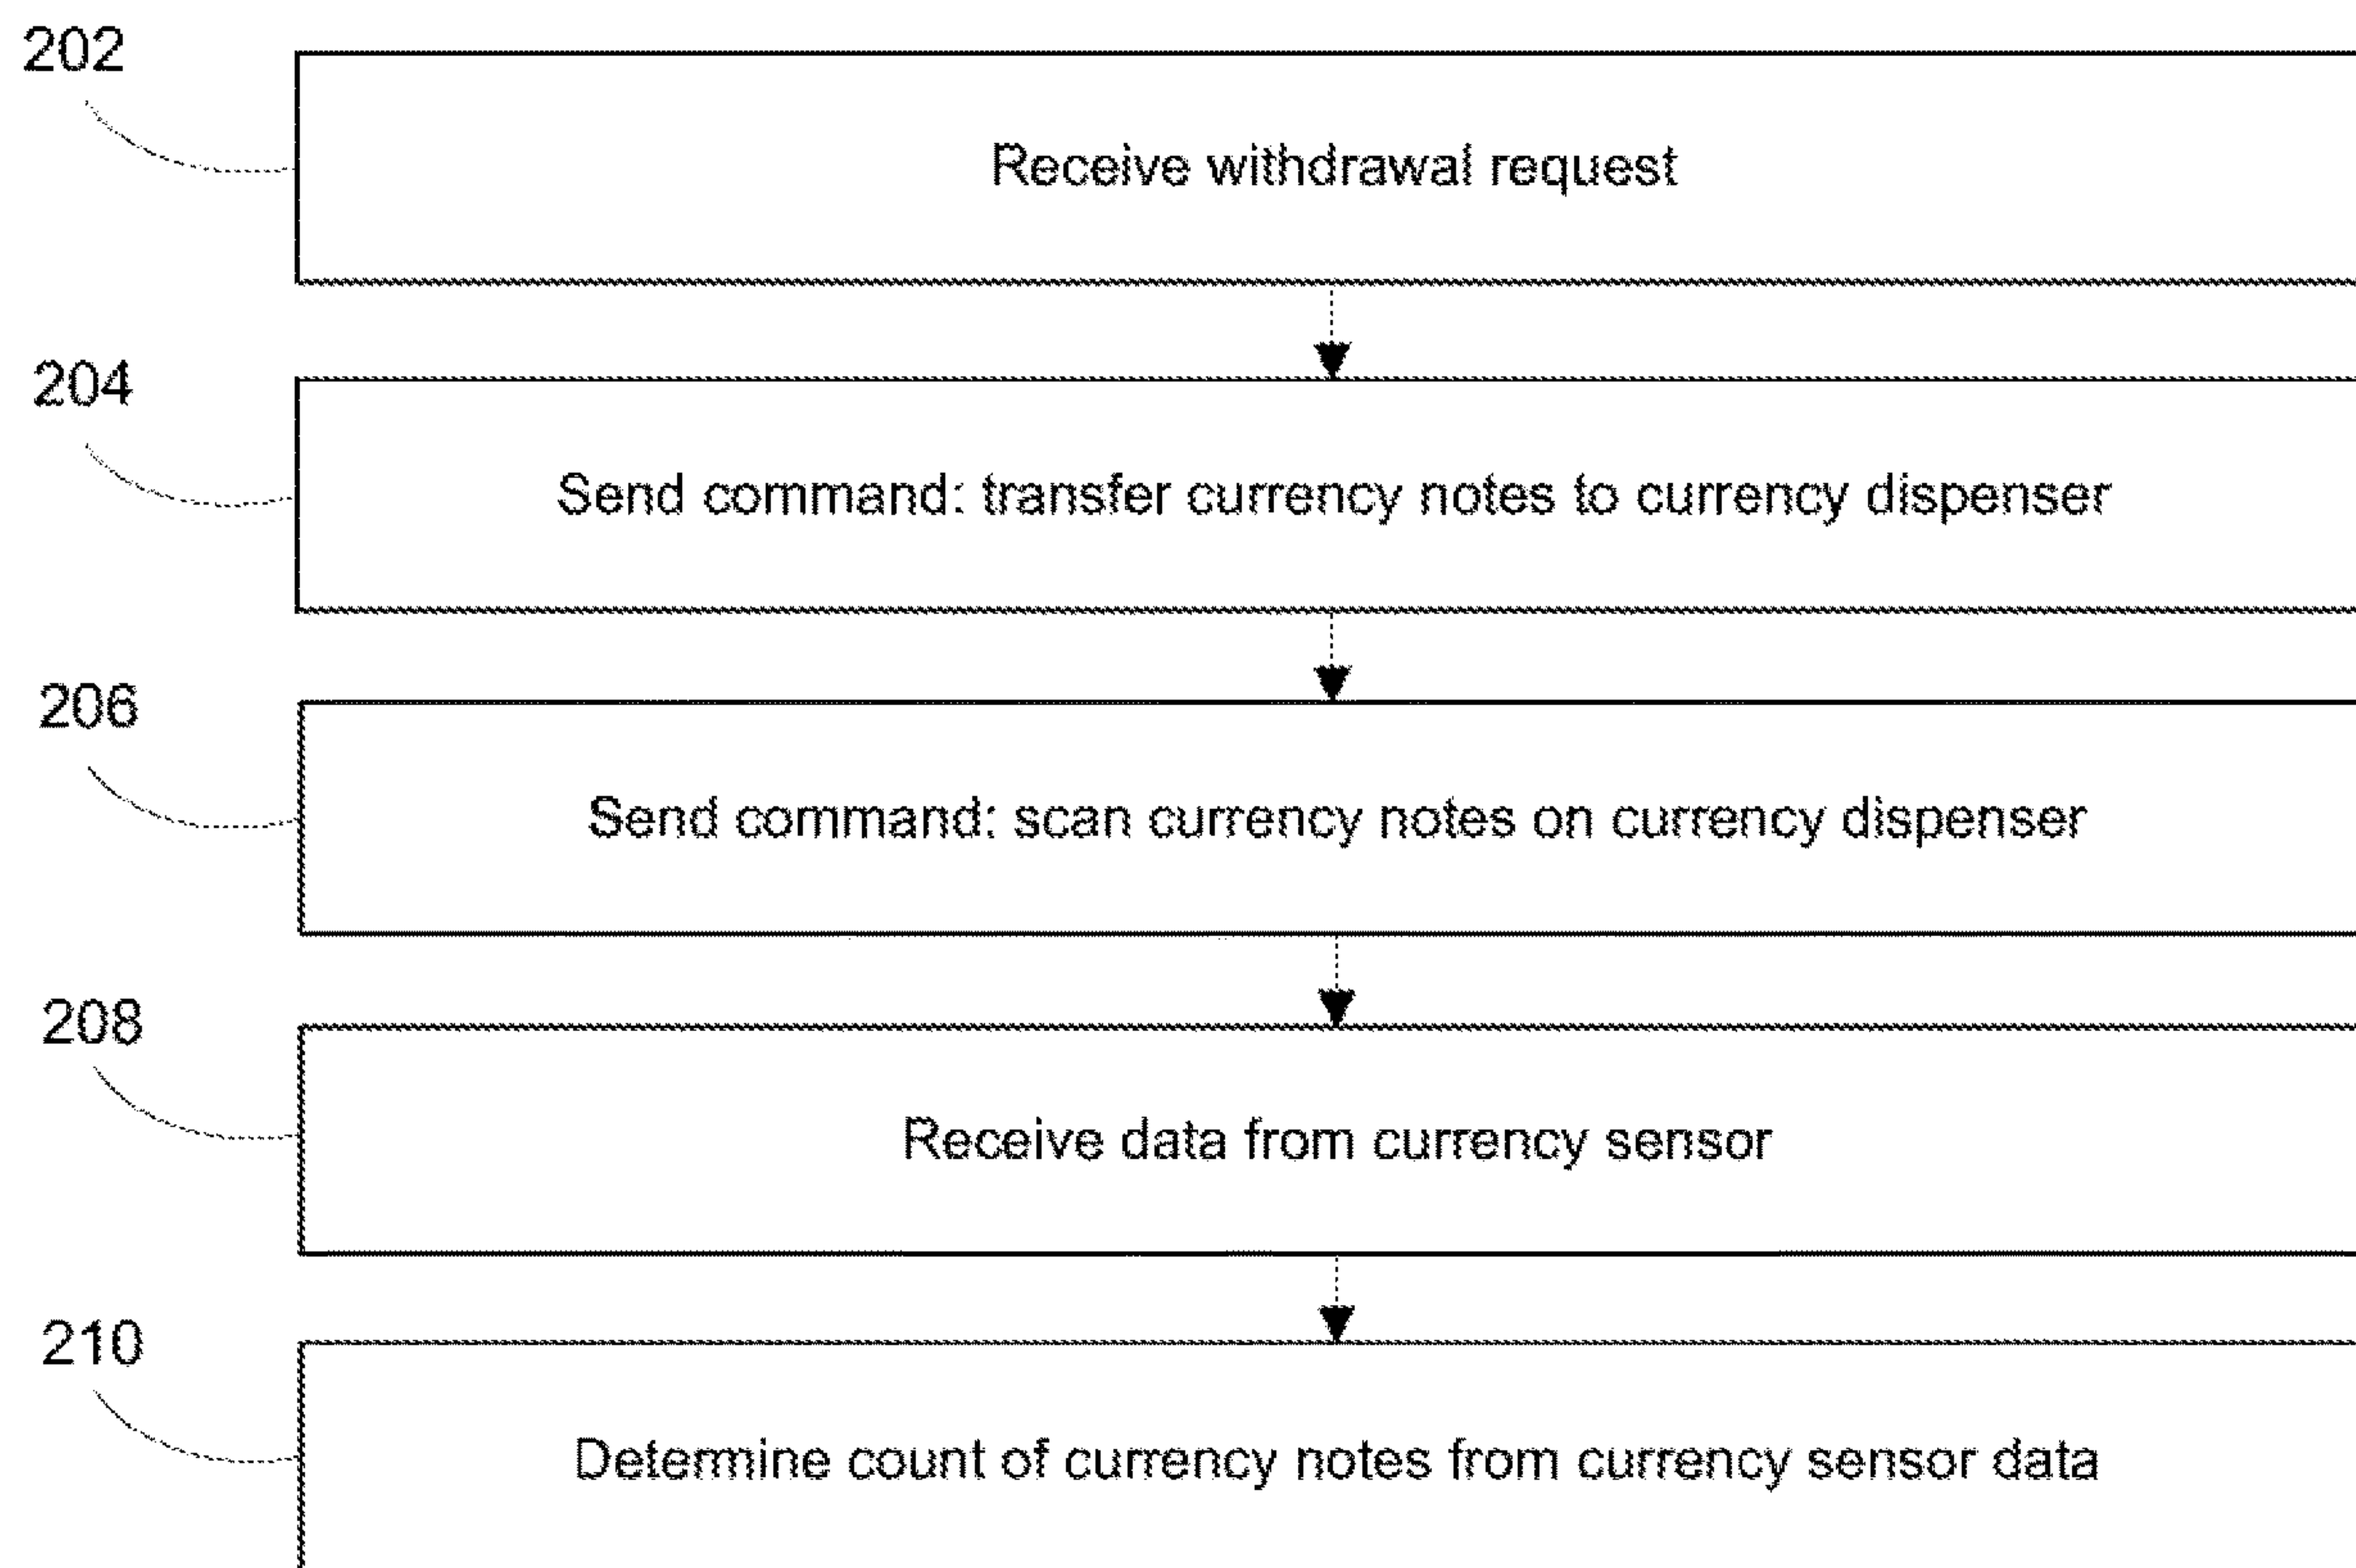 202
Receive withdrawal request
204
Send command: transfer currency notes to currency dispenser
206
Send command: scan currency notes on currency dispenser
208
Receive data from currency sensor
210
Determine count of currency notes from currency sensor data